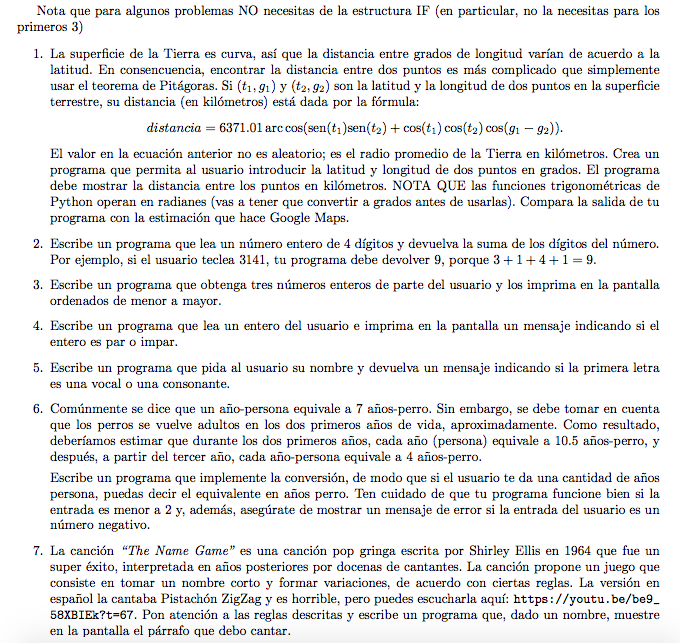 Nota que para algunos problemas NO necesitas de la estructura IF (en particular, no la necesitas para los
primeros 3)
1. La superficie de la Tierra es curva, así que la distancia entre grados de longitud varían de acuerdo a la
latitud. En consencuencia, encontrar la distancia entre dos puntos es más complicado que simplemente
usar el teorema de Pitágoras. Si (t₁, g₁) y (t₂, g₂) son la latitud y la longitud de dos puntos en la superficie
terrestre, su distancia (en kilómetros) está dada por la fórmula:
distancia = 6371.01 arc cos(sen(t₁)sen(t₂) + cos(t₁) cos(t₂) cos(g₁ − g₂)).
El valor en la ecuación anterior no es aleatorio; es el radio promedio de la Tierra en kilómetros. Crea un
programa que permita al usuario introducir la latitud y longitud de dos puntos en grados. El programa
debe mostrar la distancia entre los puntos en kilómetros. NOTA QUE las funciones trigonométricas de
Python operan en radianes (vas a tener que convertir a grados antes de usarlas). Compara la salida de tu
programa con la estimación que hace Google Maps.
2. Escribe un programa que lea un número entero de 4 dígitos y devuelva la suma de los dígitos del número.
Por ejemplo, si el usuario teclea 3141, tu programa debe devolver 9, porque 3 + 1 + 4 + 1 = 9.
3. Escribe un programa que obtenga tres números enteros de parte del usuario y los imprima en la pantalla
ordenados de menor a mayor.
4. Escribe un programa que lea un entero del usuario e imprima en la pantalla un mensaje indicando si el
entero es par o impar.
5. Escribe un programa que pida al usuario su nombre y devuelva un mensaje indicando si la primera letra
es una vocal o una consonante.
6. Comúnmente se dice que un año-persona equivale a 7 años-perro. Sin embargo, se debe tomar en cuenta
que los perros se vuelve adultos en los dos primeros años de vida, aproximadamente. Como resultado,
deberíamos estimar que durante los dos primeros años, cada año (persona) equivale a 10.5 años-perro, y
después, a partir del tercer año, cada año-persona equivale a 4 años-perro.
Escribe un programa que implemente la conversión, de modo que si el usuario te da una cantidad de años
persona, puedas decir el equivalente en años perro. Ten cuidado de que tu programa funcione bien si la
entrada es menor a 2 y, además, asegúrate de mostrar un mensaje de error si la entrada del usuario es un
número negativo.
7. La canción “The Name Game” es una canción pop gringa escrita por Shirley Ellis en 1964 que fue un
super éxito, interpretada en años posteriores por docenas de cantantes. La canción propone un juego que
consiste en tomar un nombre corto y formar variaciones, de acuerdo con ciertas reglas. La versión en
español la cantaba Pistachón ZigZag y es horrible, pero puedes escucharla aquí: https://youtu.be/be9_
58XBIEk?t=67. Pon atención a las reglas descritas y escribe un programa que, dado un nombre, muestre
en la pantalla el párrafo que debo cantar.